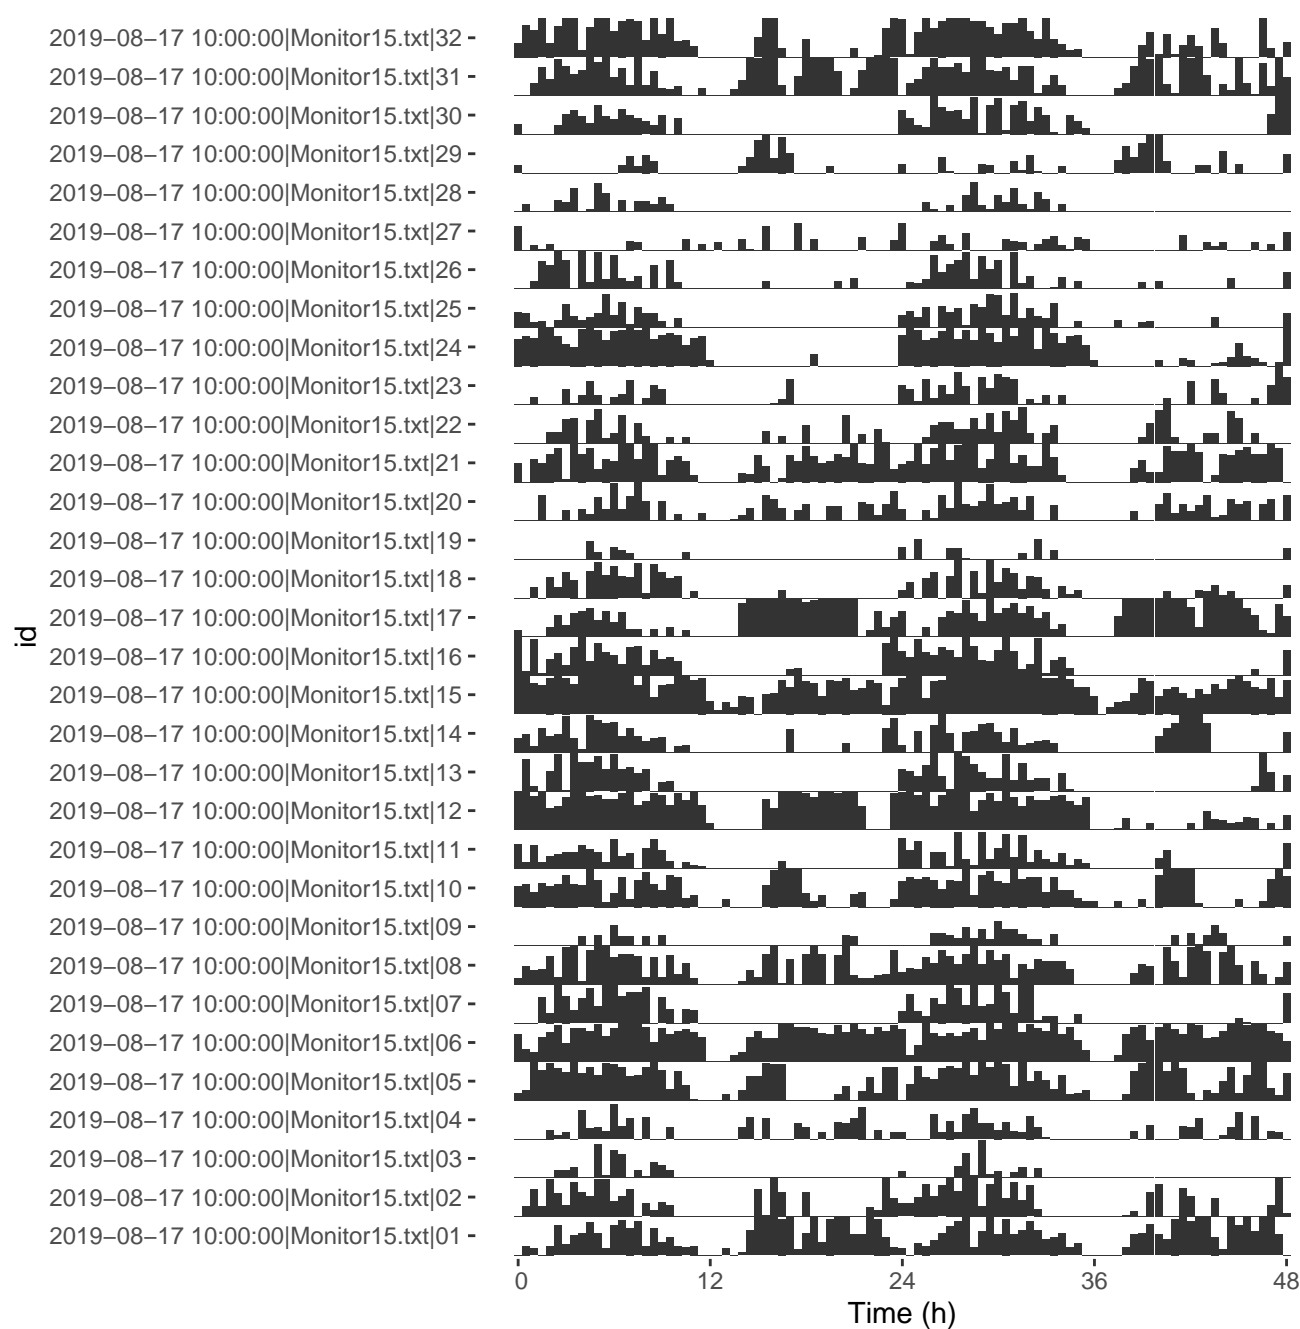 2019−08−17 10:00:00|Monitor15.txt|32
2019−08−17 10:00:00|Monitor15.txt|31
2019−08−17 10:00:00|Monitor15.txt|30
2019−08−17 10:00:00|Monitor15.txt|29
2019−08−17 10:00:00|Monitor15.txt|28
2019−08−17 10:00:00|Monitor15.txt|27
2019−08−17 10:00:00|Monitor15.txt|26
2019−08−17 10:00:00|Monitor15.txt|25
2019−08−17 10:00:00|Monitor15.txt|24
2019−08−17 10:00:00|Monitor15.txt|23
2019−08−17 10:00:00|Monitor15.txt|22
2019−08−17 10:00:00|Monitor15.txt|21
2019−08−17 10:00:00|Monitor15.txt|20
2019−08−17 10:00:00|Monitor15.txt|19
2019−08−17 10:00:00|Monitor15.txt|18
2019−08−17 10:00:00|Monitor15.txt|17
2019−08−17 10:00:00|Monitor15.txt|16
2019−08−17 10:00:00|Monitor15.txt|15
2019−08−17 10:00:00|Monitor15.txt|14
2019−08−17 10:00:00|Monitor15.txt|13
2019−08−17 10:00:00|Monitor15.txt|12
2019−08−17 10:00:00|Monitor15.txt|11
2019−08−17 10:00:00|Monitor15.txt|10
2019−08−17 10:00:00|Monitor15.txt|09
2019−08−17 10:00:00|Monitor15.txt|08
2019−08−17 10:00:00|Monitor15.txt|07
2019−08−17 10:00:00|Monitor15.txt|06
2019−08−17 10:00:00|Monitor15.txt|05
2019−08−17 10:00:00|Monitor15.txt|04
2019−08−17 10:00:00|Monitor15.txt|03
2019−08−17 10:00:00|Monitor15.txt|02
2019−08−17 10:00:00|Monitor15.txt|01
id
0 12 24 36 48
Time (h)